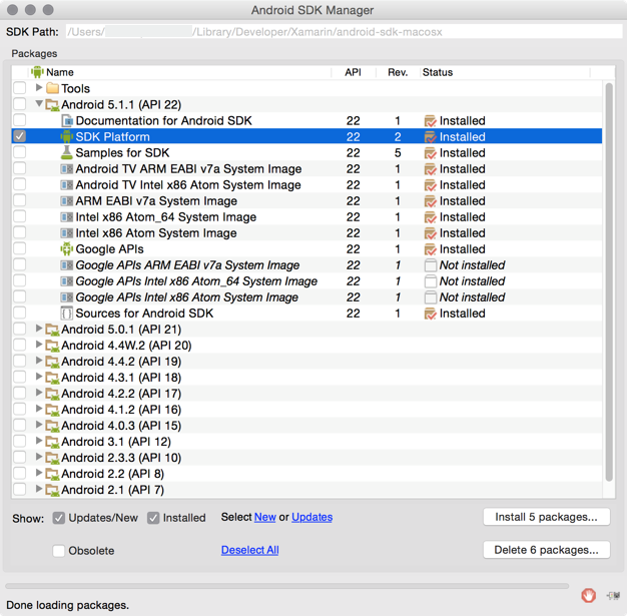 Android SDK Manager
SDK Path: /Users/ /Library/Developer/Xamarin/android-sdk-macosx
Packages
Name API Rev. Status
Tools
Android 5.1.1 (API 22)
Documentation for Android SDK 22 1 Installed
SDK Platform 22 2 Installed
Samples for SDK 22 5 Installed
Android TV ARM EABI v7a System Image 22 1 Installed
Android TV Intel x86 Atom System Image 22 1 Installed
ARM EABI v7a System Image 22 1 Installed
Intel x86 Atom_64 System Image 22 1 Installed
Intel x86 Atom System Image 22 1 Installed
Google APIs 22 1 Installed
Google APIs ARM EABI v7a System Image 22 1 Not installed
Google APIs Intel x86 Atom_64 System Image 22 1 Not installed
Google APIs Intel x86 Atom System Image 22 1 Not installed
Sources for Android SDK 22 1 Installed
Android 5.0.1 (API 21)
Android 4.4W.2 (API 20)
Android 4.4.2 (API 19)
Android 4.3.1 (API 18)
Android 4.2.2 (API 17)
Android 4.1.2 (API 16)
Android 4.0.3 (API 15)
Android 3.1 (API 12)
Android 2.3.3 (API 10)
Android 2.2 (API 8)
Android 2.1 (API 7)
Show: Updates/New Installed Select New or Updates Install 5 packages...
Obsolete Deselect All Delete 6 packages...
Done loading packages.